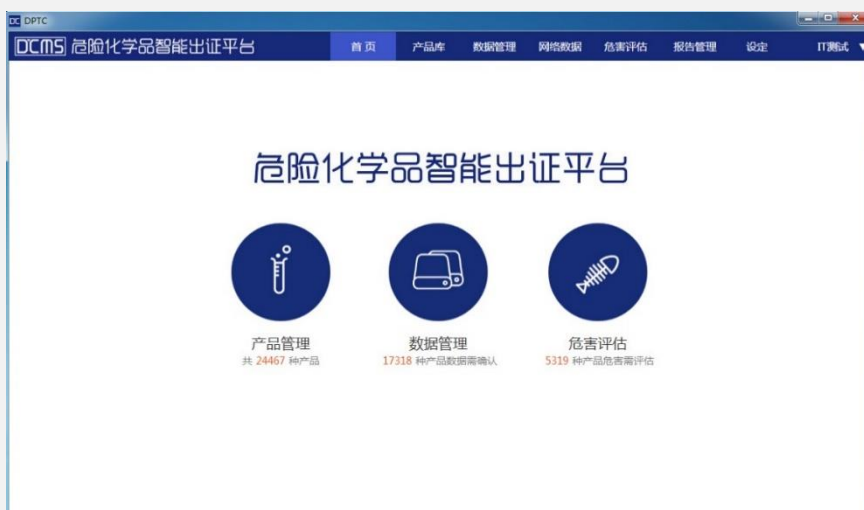 DC DPTC
DCMS 危险化学品智能出证平台 首页 产品库 数据管理 网络数据 危害评估 报告管理 设定 IT测试
危险化学品智能出证平台
产品管理 数据管理 危害评估
共 24467 种产品 17318 种产品数据需确认 5319 种产品危害需评估